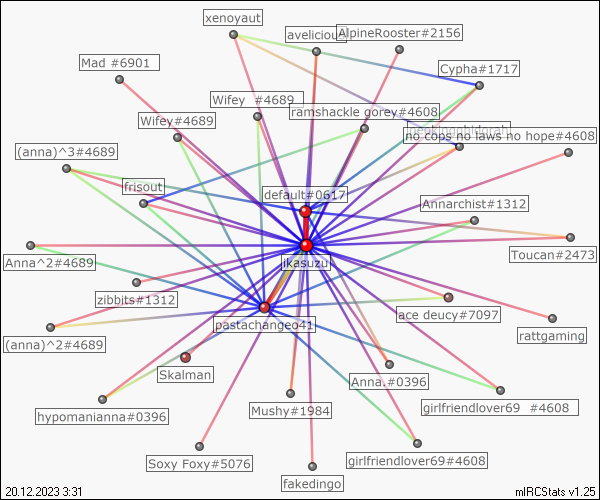 xenoyaut
avelicious
AlpineRooster#2156
Mad #6901
Cypha#1717
Wifey #4689
ramshackle gorey#4608
Wifey#4689
no cops no laws no hope#4608
(anna)^3#4689
frisout
default#0617
Annarchist#1312
Toucan#2473
jkasuzu
Anna^2#4689
zibbits#1312
ace deucy#7097
pastachangeo41
rattgaming
(anna)^2#4689
Skalman
Anna.#0396
hypomanianna#0396
Mushy#1984
girlfriendlover69 #4608
Soxy Foxy#5076
girlfriendlover69#4608
fakedingo
20.12.2023 3:31
mIRCStats v1.25